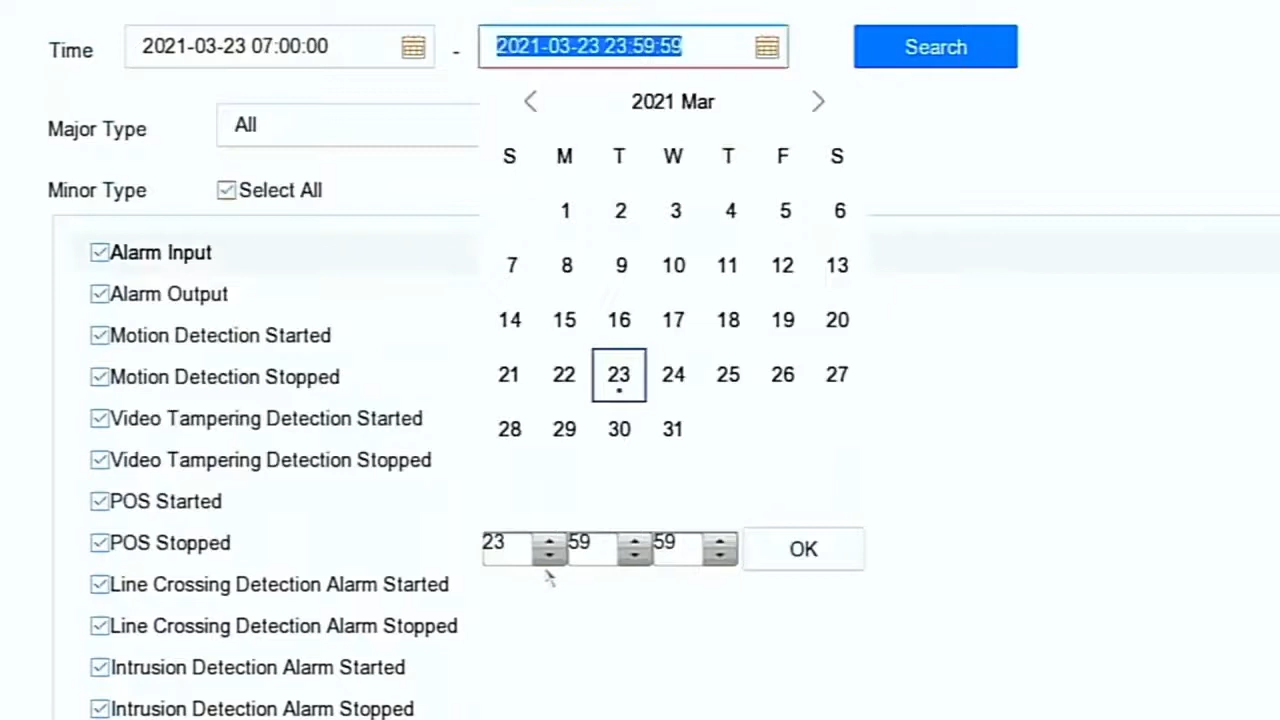 Time 2021-03-23 07:00:00 - 2021-03-23 23:59:59 Search
2021 Mar
Major Type All
S M T W T F S
Minor Type Select All
1 2 3 4 5 6
Alarm Input
7 8 9 10 11 12 13
Alarm Output
14 15 16 17 18 19 20
Motion Detection Started
Motion Detection Stopped
21 22 23 24 25 26 27
Video Tampering Detection Started
28 29 30 31
Video Tampering Detection Stopped
POS Started
POS Stopped
23 59 59 OK
Line Crossing Detection Alarm Started
Line Crossing Detection Alarm Stopped
Intrusion Detection Alarm Started
Intrusion Detection Alarm Stopped